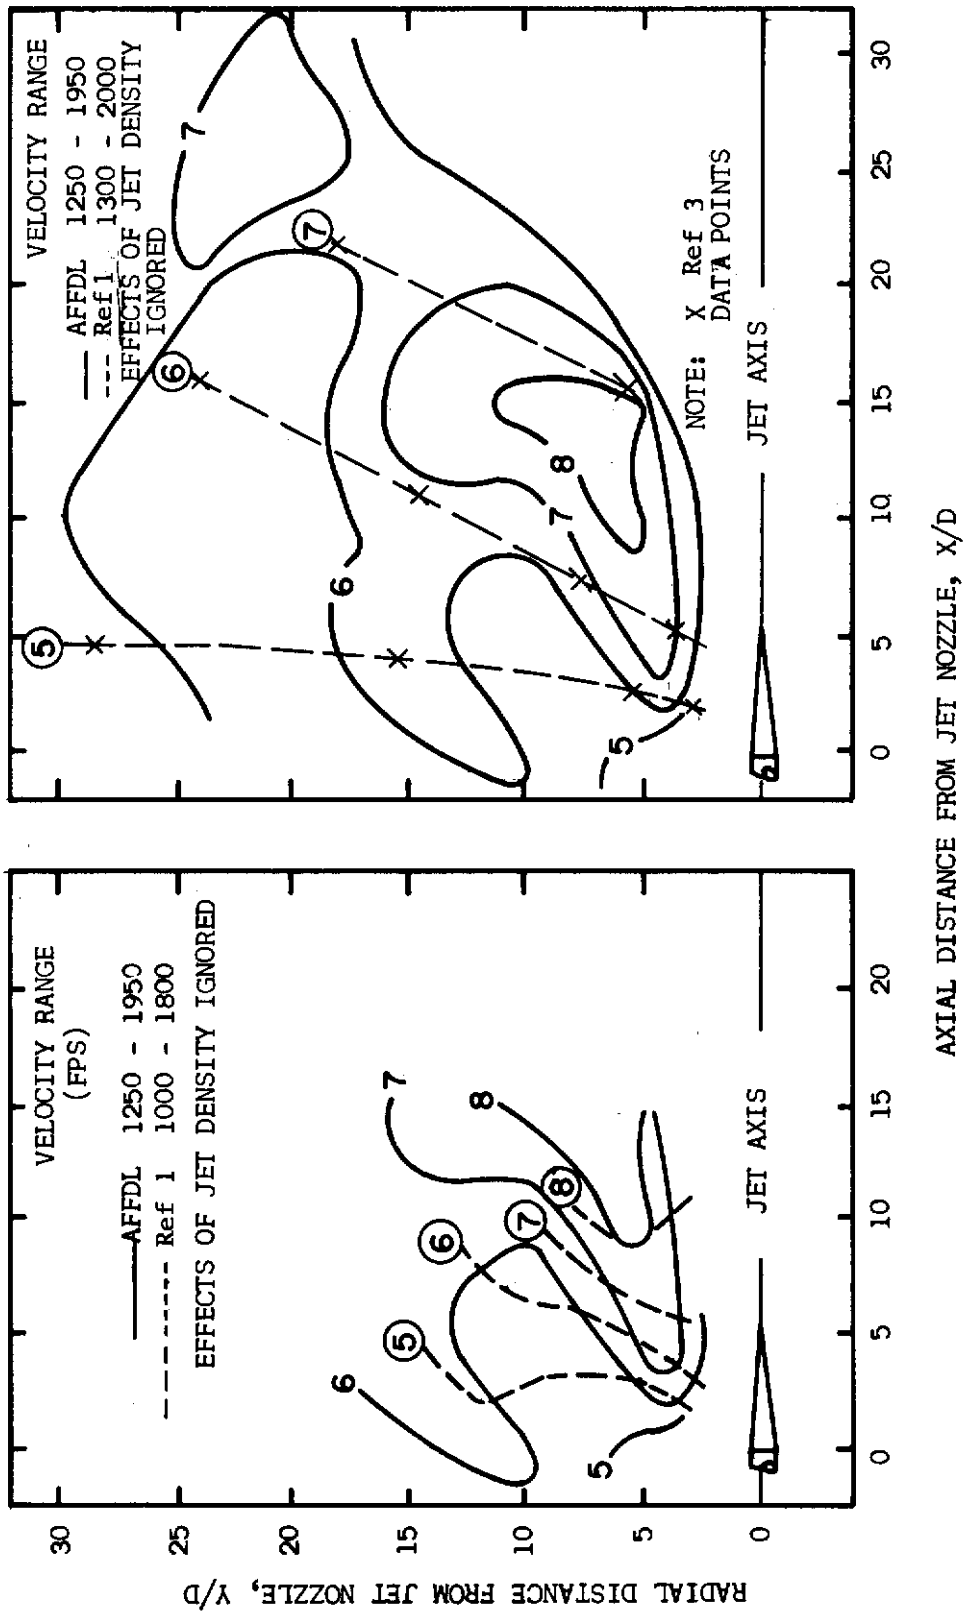 RADIAL DISTANCE FROM JET NOZZLE, Y/D
30
25
20
15
10
5
0
VELOCITY RANGE
(FPS)
AFFDL 1250 - 1950
Ref 1 1000 - 1800
EFFECTS OF JET DENSITY IGNORED
6
5
6
7
8
7
8
5
JET AXIS
0
5
10
15
20
VELOCITY RANGE
AFFDL 1250 - 1950
Ref 1 1300 - 2000
EFFECTS OF JET DENSITY
IGNORED
5
6
7
7
6
7
8
5
NOTE: X Ref 3
DATA POINTS
JET AXIS
0
5
10
15
20
25
30
AXIAL DISTANCE FROM JET NOZZLE, X/D